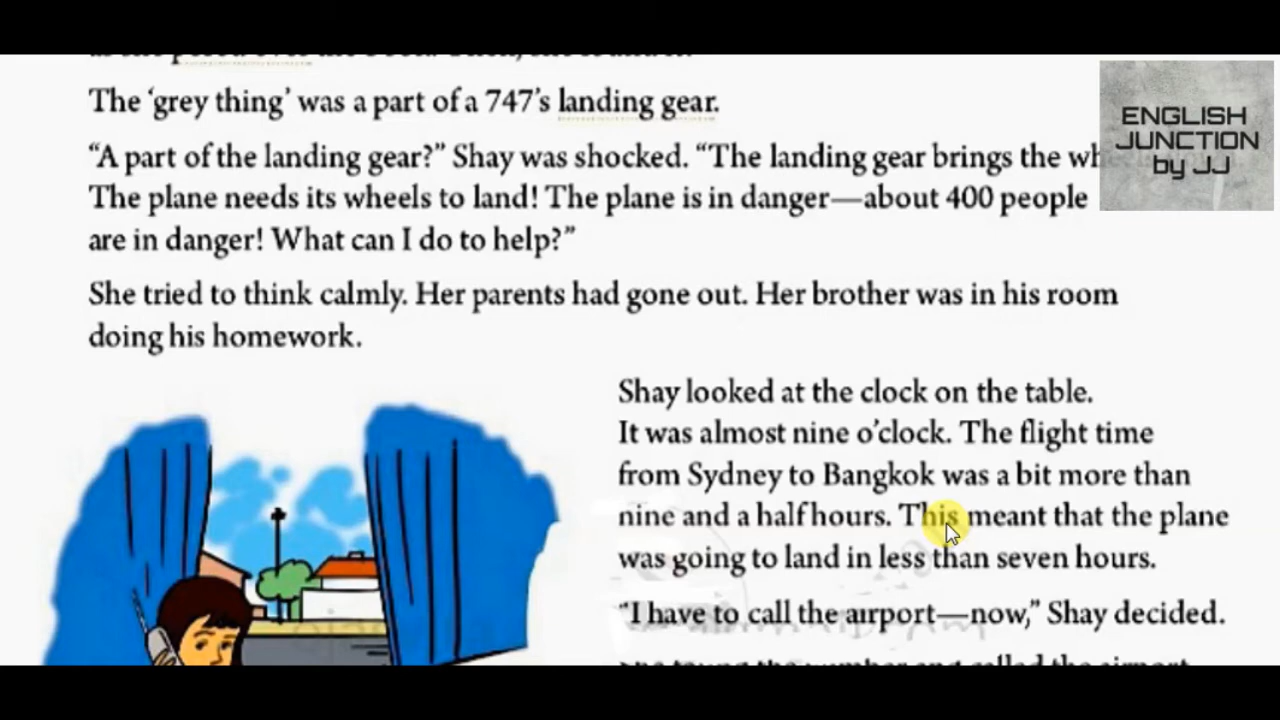 The ‘grey thing’ was a part of a 747’s landing gear.
ENGLISH
JUNCTION
by JJ
“A part of the landing gear?” Shay was shocked. “The landing gear brings the
The plane needs its wheels to land! The plane is in danger—about 400 people
are in danger! What can I do to help?”
She tried to think calmly. Her parents had gone out. Her brother was in his room
doing his homework.
Shay looked at the clock on the table.
It was almost nine o’clock. The flight time
from Sydney to Bangkok was a bit more than
nine and a half hours. This meant that the plane
was going to land in less than seven hours.
“I have to call the airport—now,” Shay decided.